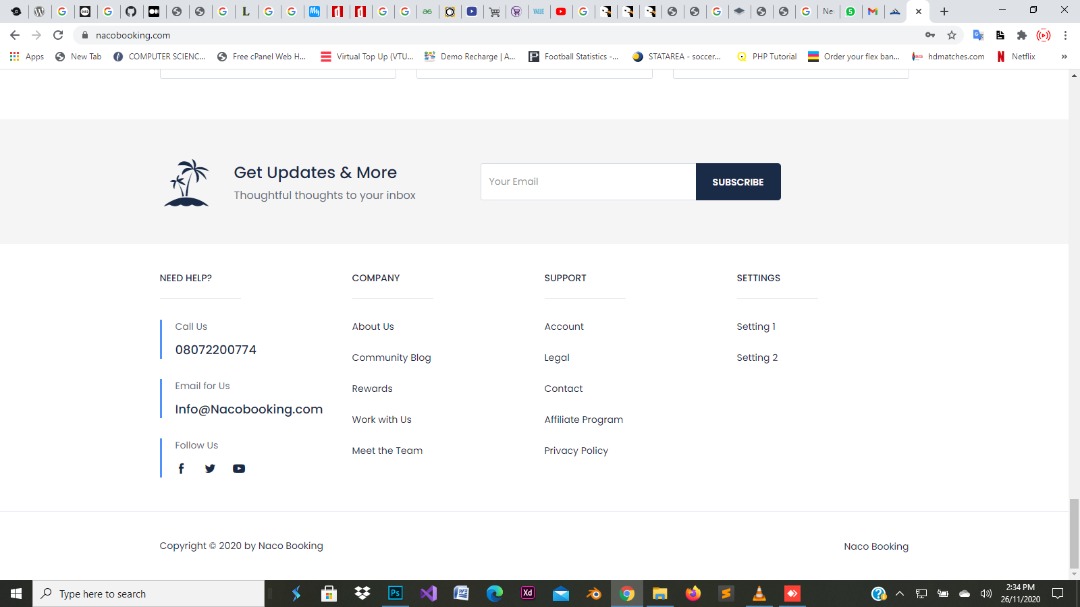 Ne
nacobooking.com
Apps
New Tab
COMPUTER SCIENC...
Free cPanel Web H...
Virtual Top Up (VTU...
Demo Recharge | A...
Football Statistics -...
STATAREA - soccer...
PHP Tutorial
Order your flex ban...
hdmatches.com
Netflix
»
Get Updates & More
Thoughtful thoughts to your inbox
Your Email
SUBSCRIBE
NEED HELP?
Call Us
08072200774
Email for Us
Info@Nacobooking.com
Follow Us
COMPANY
About Us
Community Blog
Rewards
Work with Us
Meet the Team
SUPPORT
Account
Legal
Contact
Affiliate Program
Privacy Policy
SETTINGS
Setting 1
Setting 2
Copyright © 2020 by Naco Booking
Naco Booking
Type here to search
2:34 PM
26/11/2020